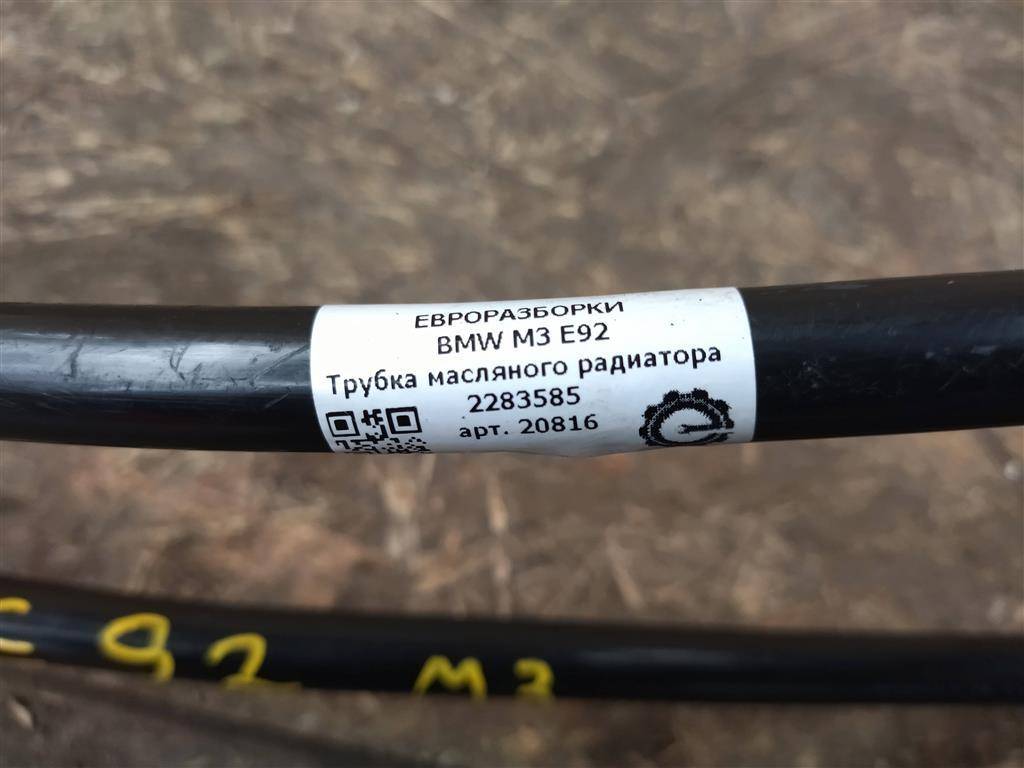 ЕВРОРАЗБОРКИ
BMW M3 E92
Трубка масляного радиатора
2283585
арт. 20816
E 92 M3